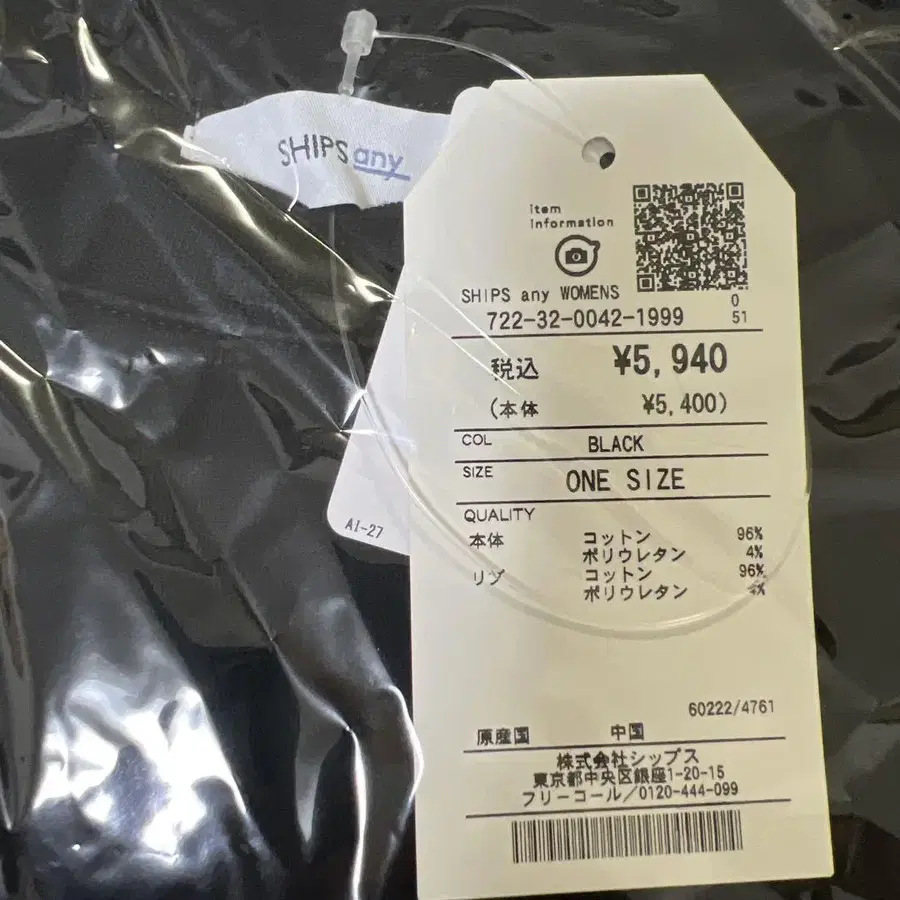 SHIPS any
item
information
SHIPS any WOMENS
0
722-32-0042-1999
51
税込 ¥5,940
(本体 ¥5,400)
COL BLACK
SIZE ONE SIZE
QUALITY
本体 コットン 96%
ポリウレタン 4%
リブ コットン 96%
ポリウレタン 4%
AI-27
60222/4761
原産国 中国
株式会社シップス
東京都中央区銀座1-20-15
フリーコール/0120-444-099